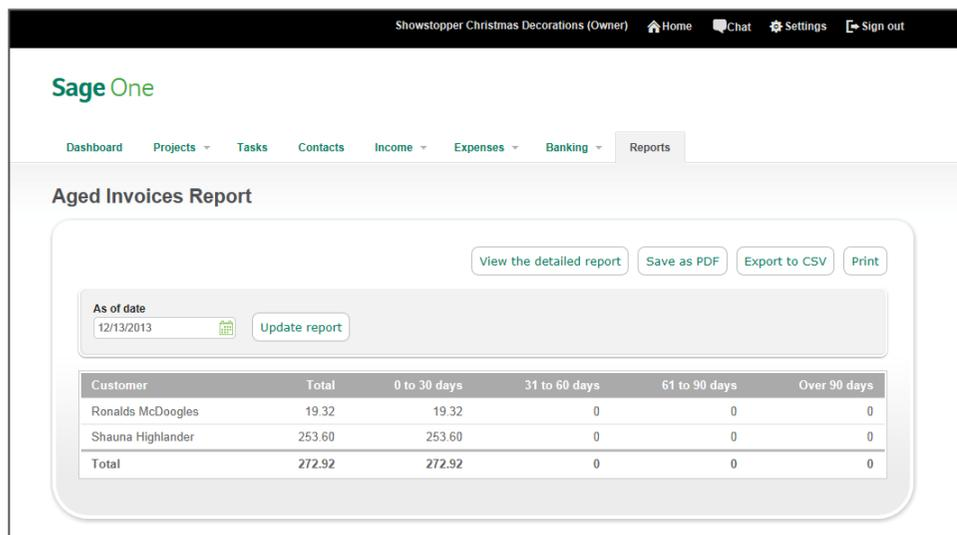 Showstopper Christmas Decorations (Owner) Home Chat Settings Sign out
Sage One
Dashboard Projects Tasks Contacts Income Expenses Banking Reports
Aged Invoices Report
View the detailed report Save as PDF Export to CSV Print
As of date
12/13/2013 Update report
Customer Total 0 to 30 days 31 to 60 days 61 to 90 days Over 90 days
Ronalds McDoogles 19.32 19.32 0 0 0
Shauna Highlander 253.60 253.60 0 0 0
Total 272.92 272.92 0 0 0